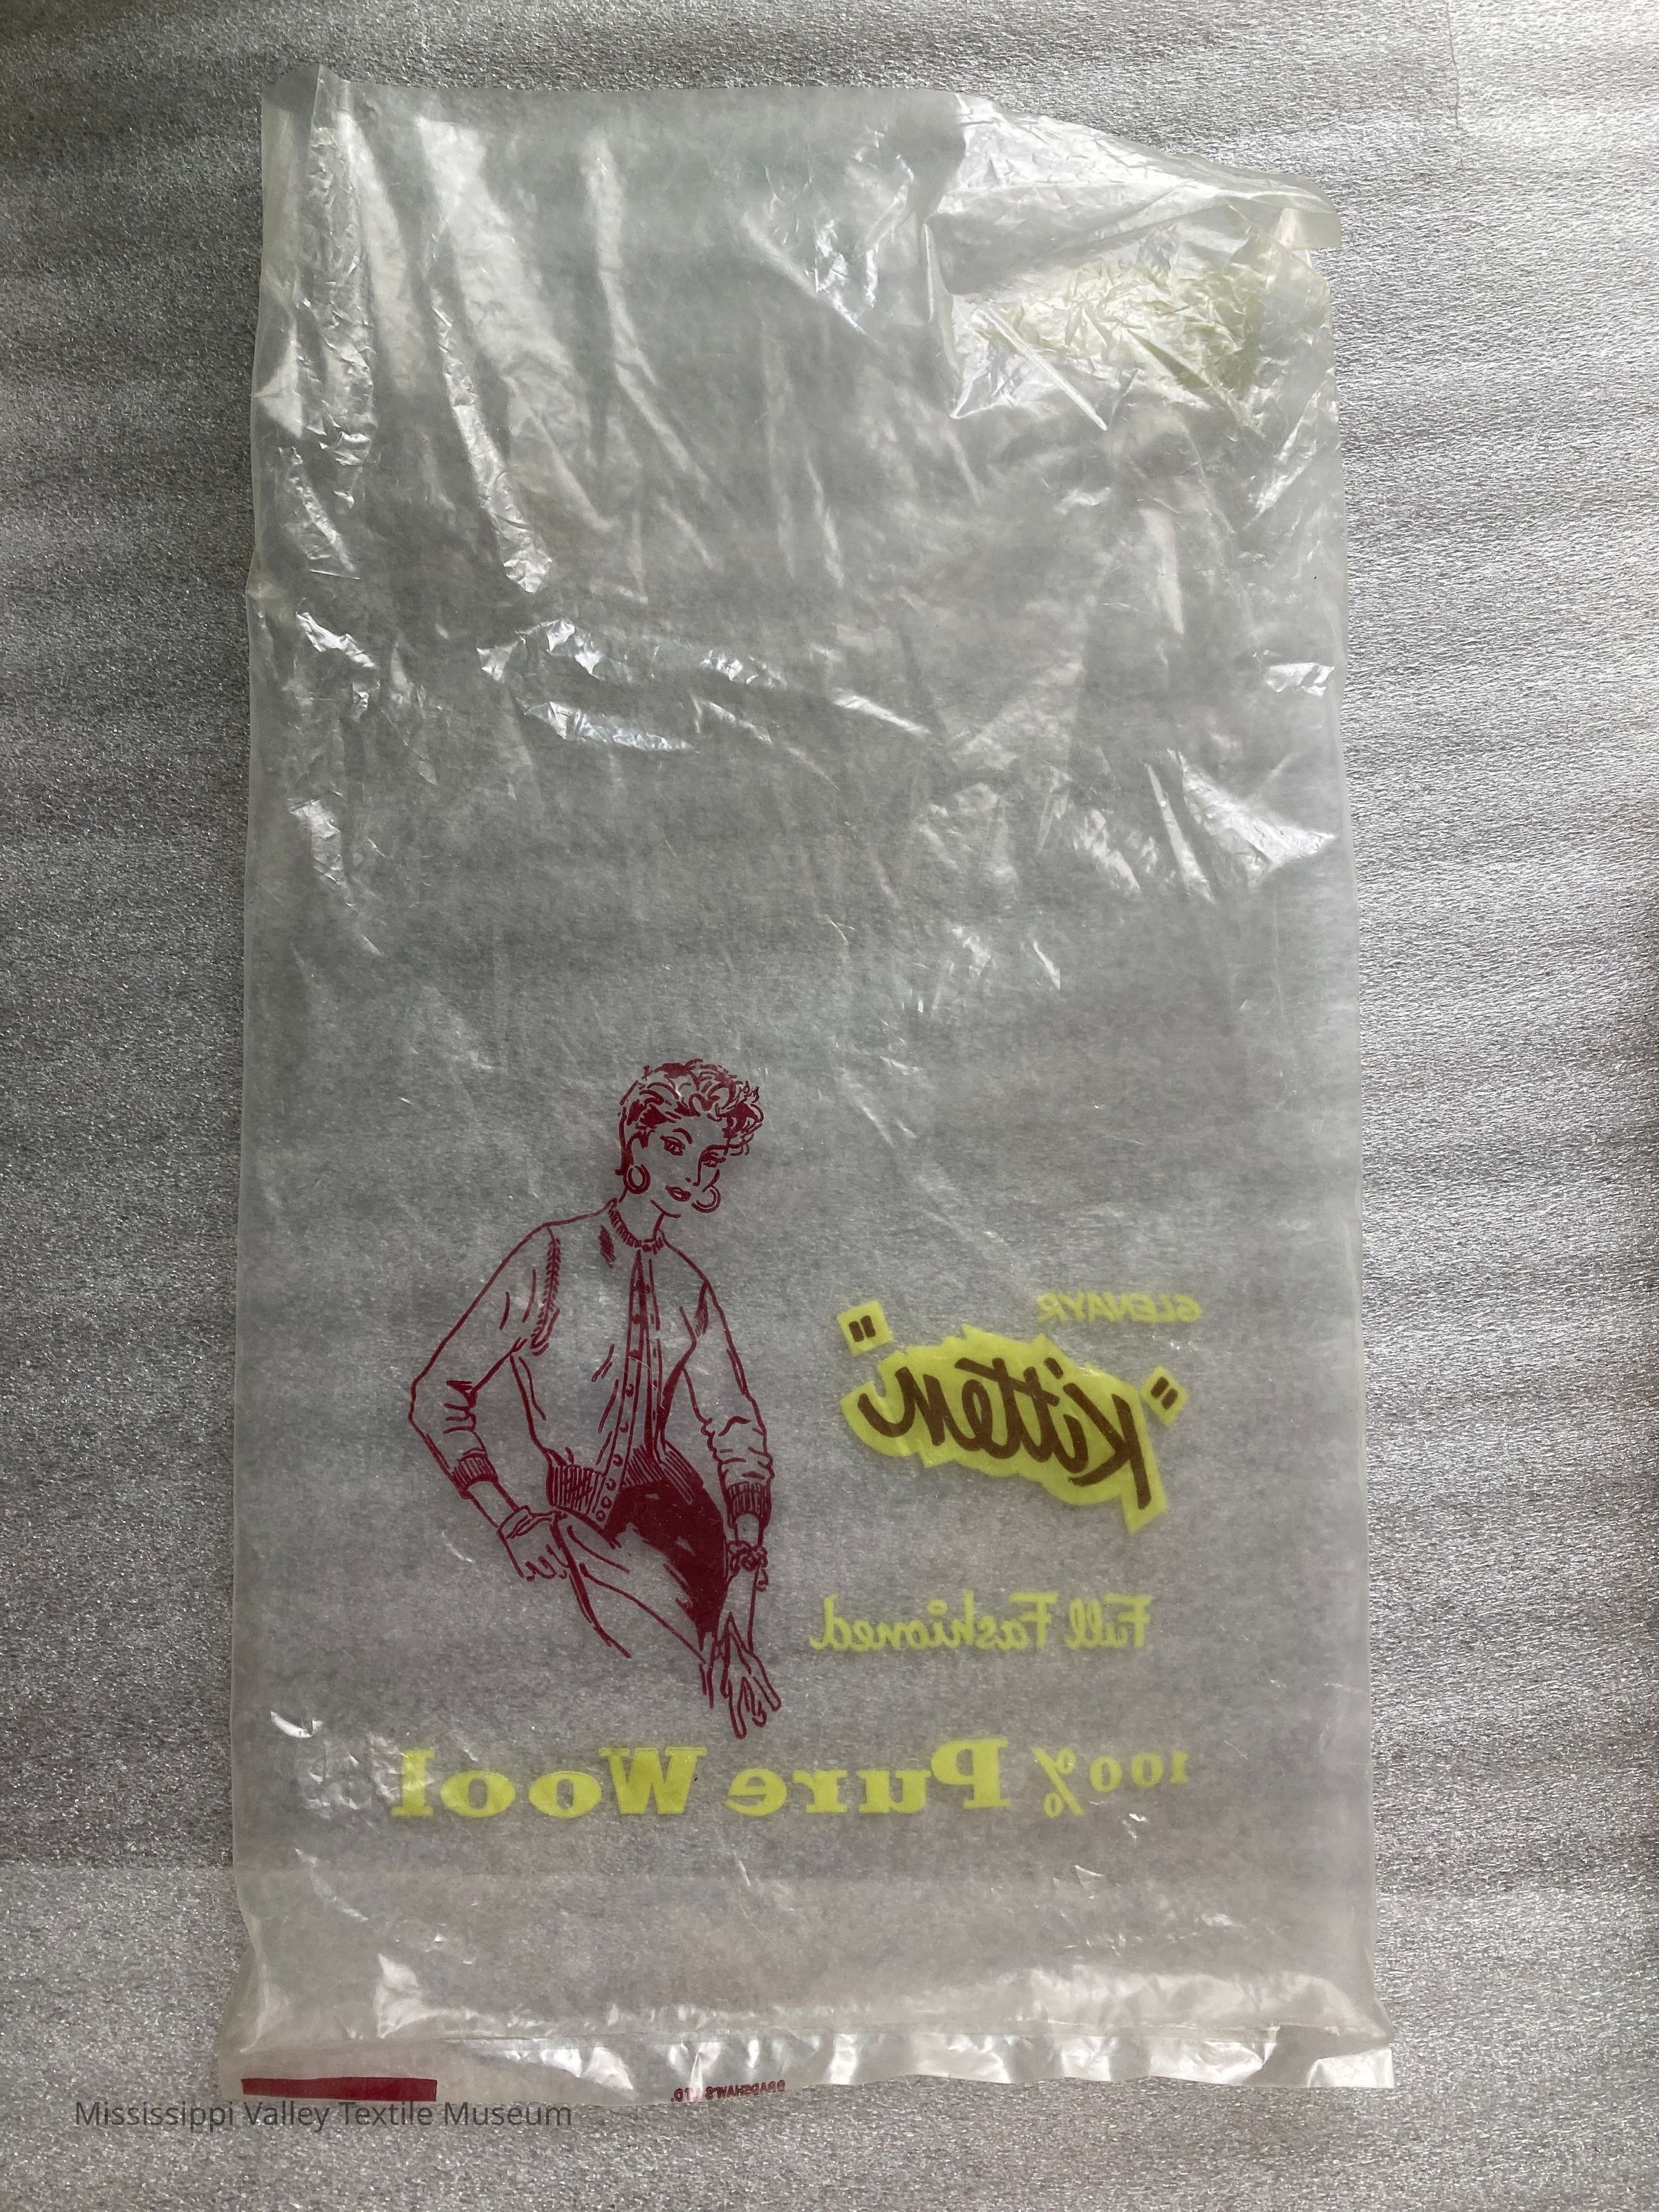 GLENAYR
"Kitten"
Full Fashioned
100% Pure Wool
BRADSHAW'S LTD.
Mississippi Valley Textile Museum